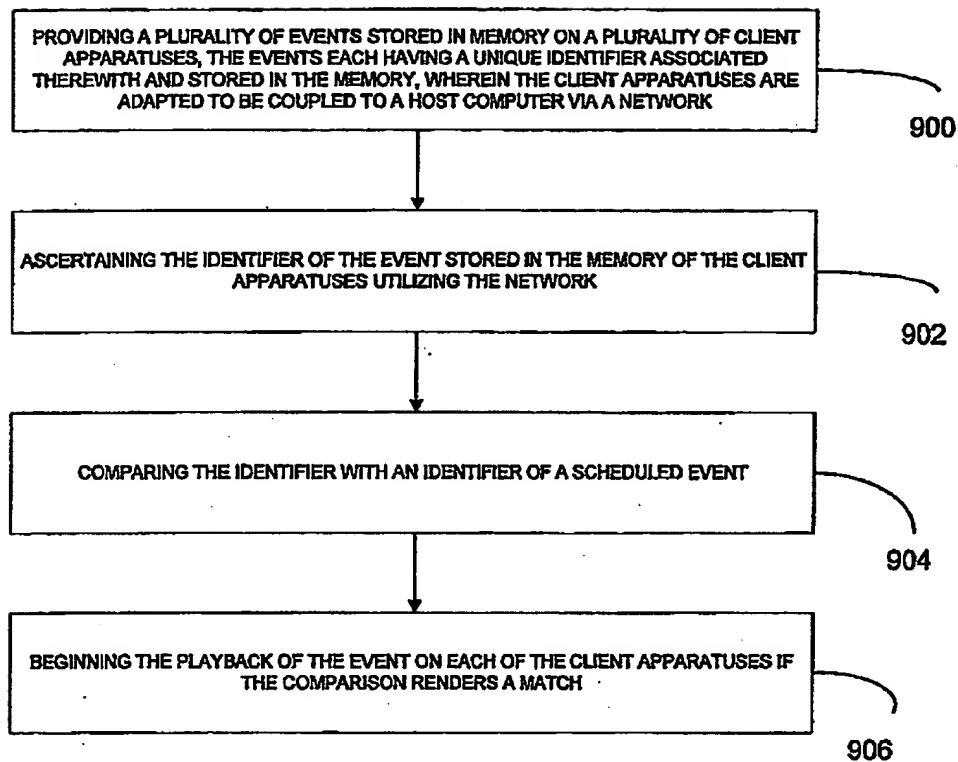 PROVIDING A PLURALITY OF EVENTS STORED IN MEMORY ON A PLURALITY OF CLIENT
APPARATUSES, THE EVENTS EACH HAVING A UNIQUE IDENTIFIER ASSOCIATED
THEREWITH AND STORED IN THE MEMORY, WHEREIN THE CLIENT APPARATUSES ARE
ADAPTED TO BE COUPLED TO A HOST COMPUTER VIA A NETWORK
900
ASCERTAINING THE IDENTIFIER OF THE EVENT STORED IN THE MEMORY OF THE CLIENT
APPARATUSES UTILIZING THE NETWORK
902
COMPARING THE IDENTIFIER WITH AN IDENTIFIER OF A SCHEDULED EVENT
904
BEGINNING THE PLAYBACK OF THE EVENT ON EACH OF THE CLIENT APPARATUSES IF
THE COMPARISON RENDERS A MATCH
906